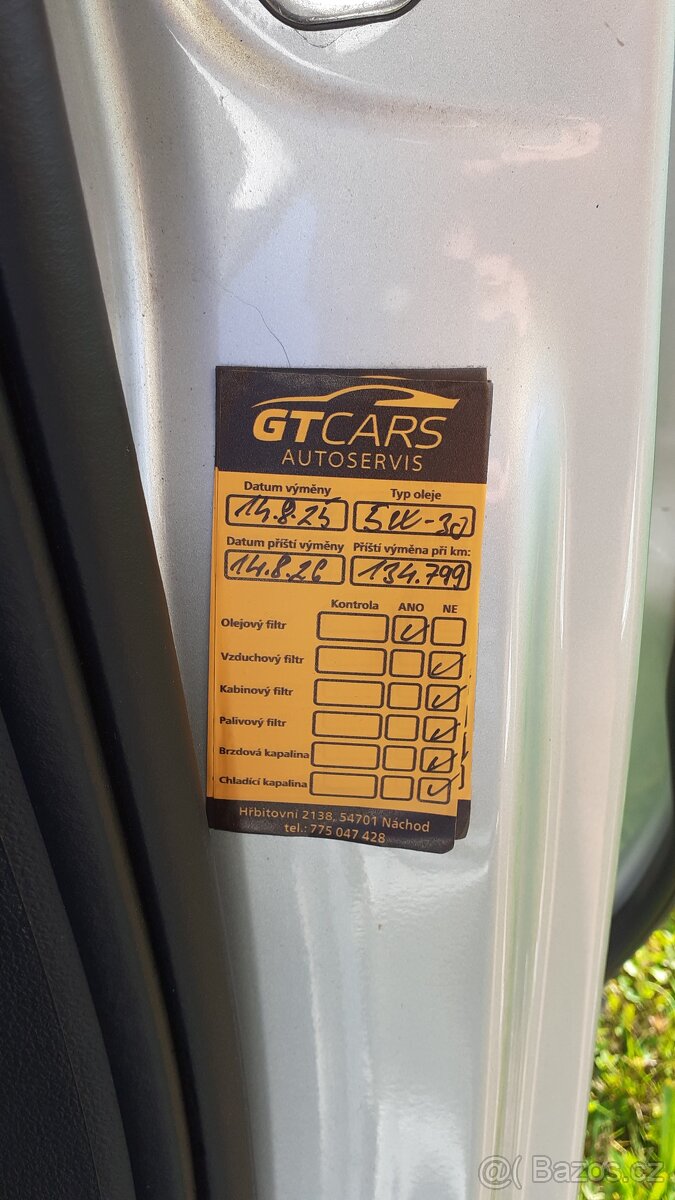 GTCARS
AUTOSERVIS
Datum výměny Typ oleje
14.8.25 5W-30
Datum příští výměny Příští výměna při km:
14.8.26 134.799
Kontrola ANO NE
Olejový filtr
Vzduchový filtr
Kabinový filtr
Palivový filtr
Brzdová kapalina
Chladící kapalina
Hřbitovní 2138, 54701 Náchod
tel.: 775 047 428
@( Bazos.cz